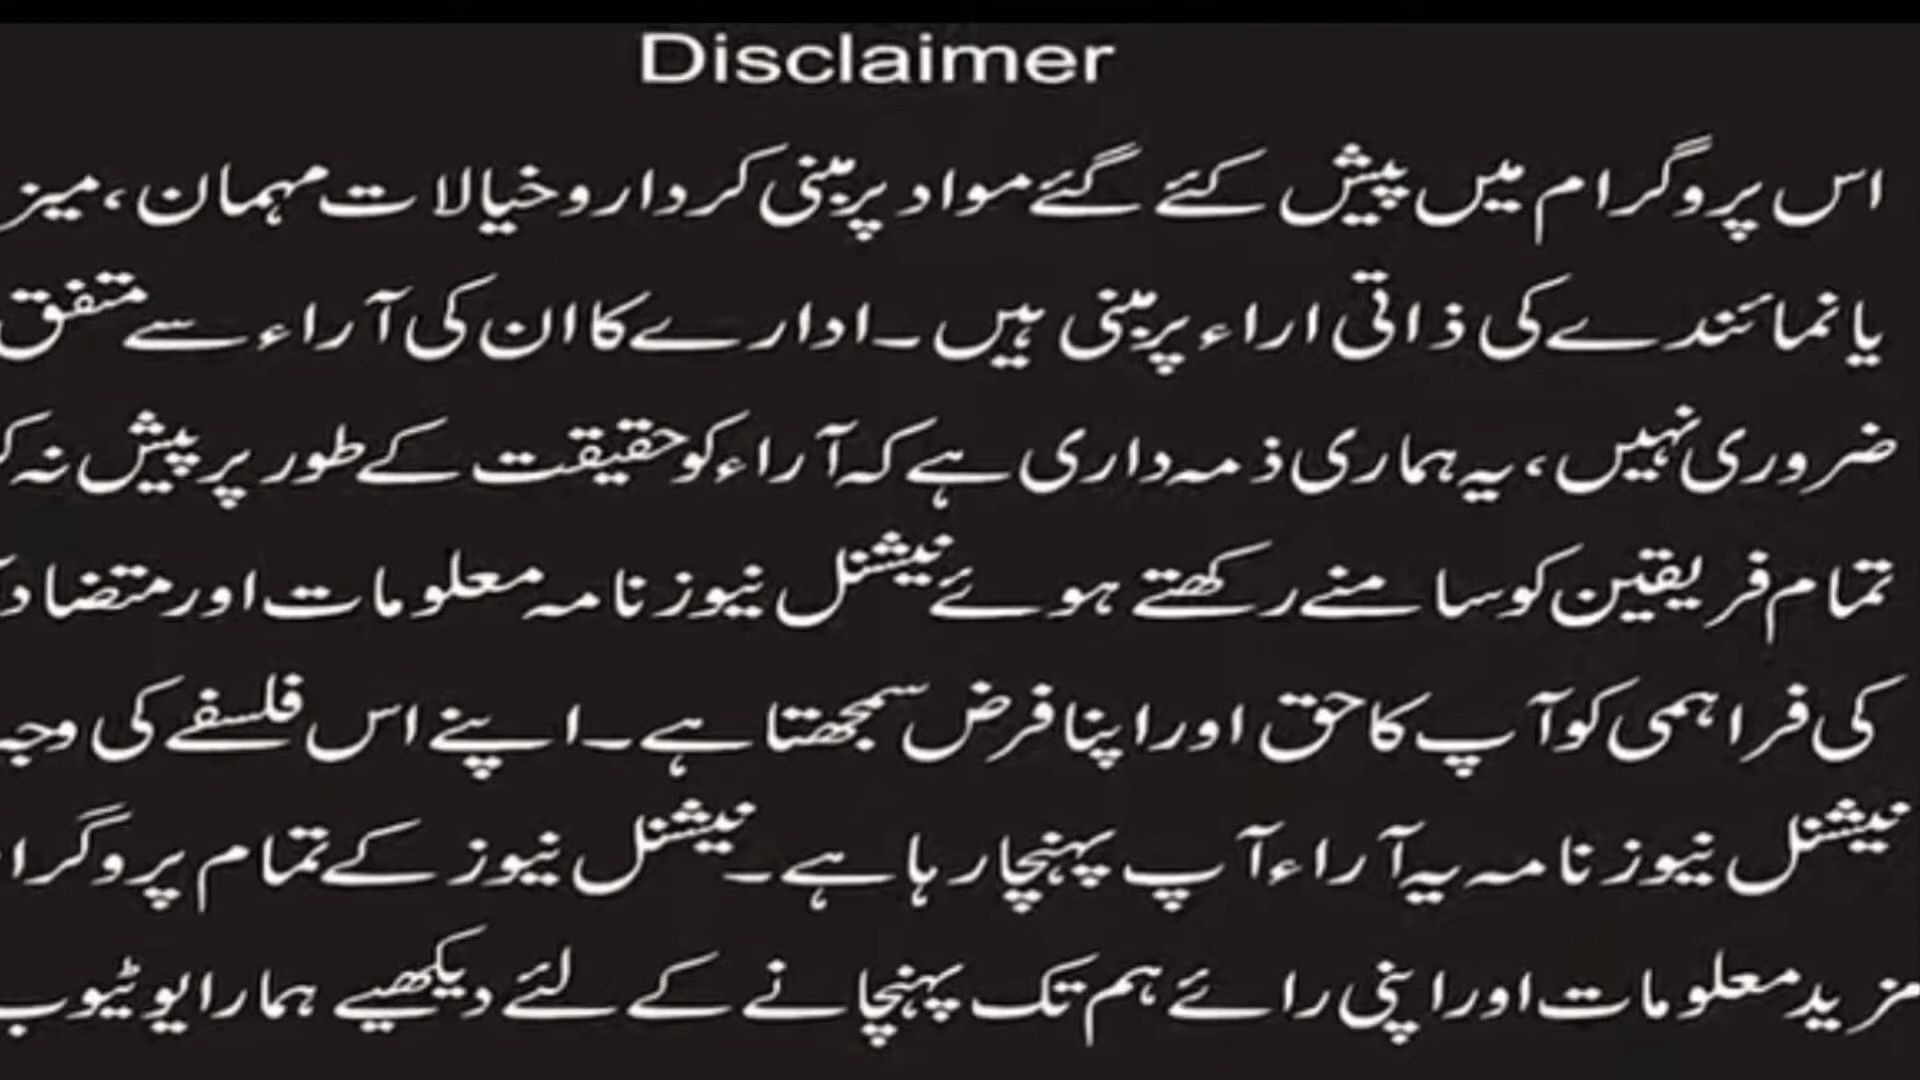 Disclaimer
اس پروگرام میں پیش کئے گئے مواد پر مبنی کردار و خیالات مہمان، میز
یا نمائندے کی ذاتی اراء پر مبنی ہیں۔ ادارے کا ان کی آراء سے متفق
ضروری نہیں، یہ ہماری ذمہ داری ہے کہ آراء کو حقیقت کے طور پر پیش نہ
تمام فریقین کو سامنے رکھتے ہوئے نیشنل نیوز نامہ معلومات اور متضاد
کی فراہمی کو آپ کا حق اور اپنا فرض سمجھتا ہے۔ اپنے اس فلسفے کی وجہ
نیشنل نیوز نامہ یہ آراء آپ پہنچا رہا ہے۔ نیشنل نیوز کے تمام پروگرا
مزید معلومات اور اپنی رائے ہم تک پہنچانے کے لئے دیکھیے ہمارا یوٹیوب